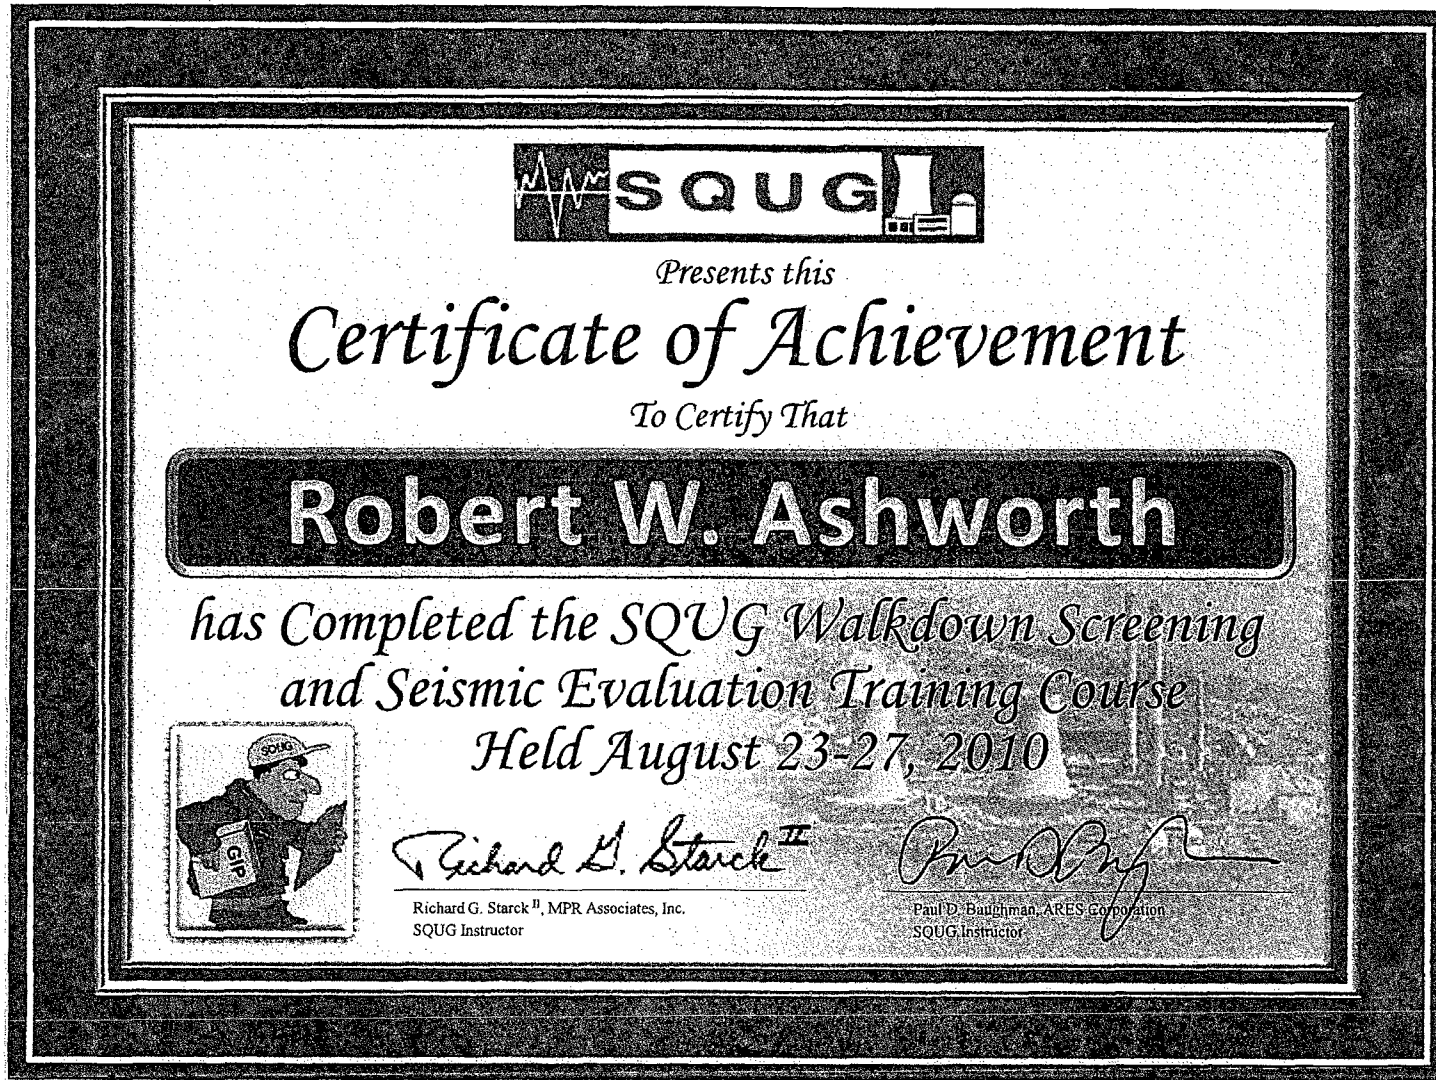 SQUG
Presents this
Certificate of Achievement
To Certify That
Robert W. Ashworth
has Completed the SQUG Walkdown Screening
and Seismic Evaluation Training Course
Held August 23-27, 2010
SQUG
GIP
Richard G. Starck II
Richard G. Starck II, MPR Associates, Inc.
SQUG Instructor
Paul D. Baughman, ARES Corporation
SQUG Instructor